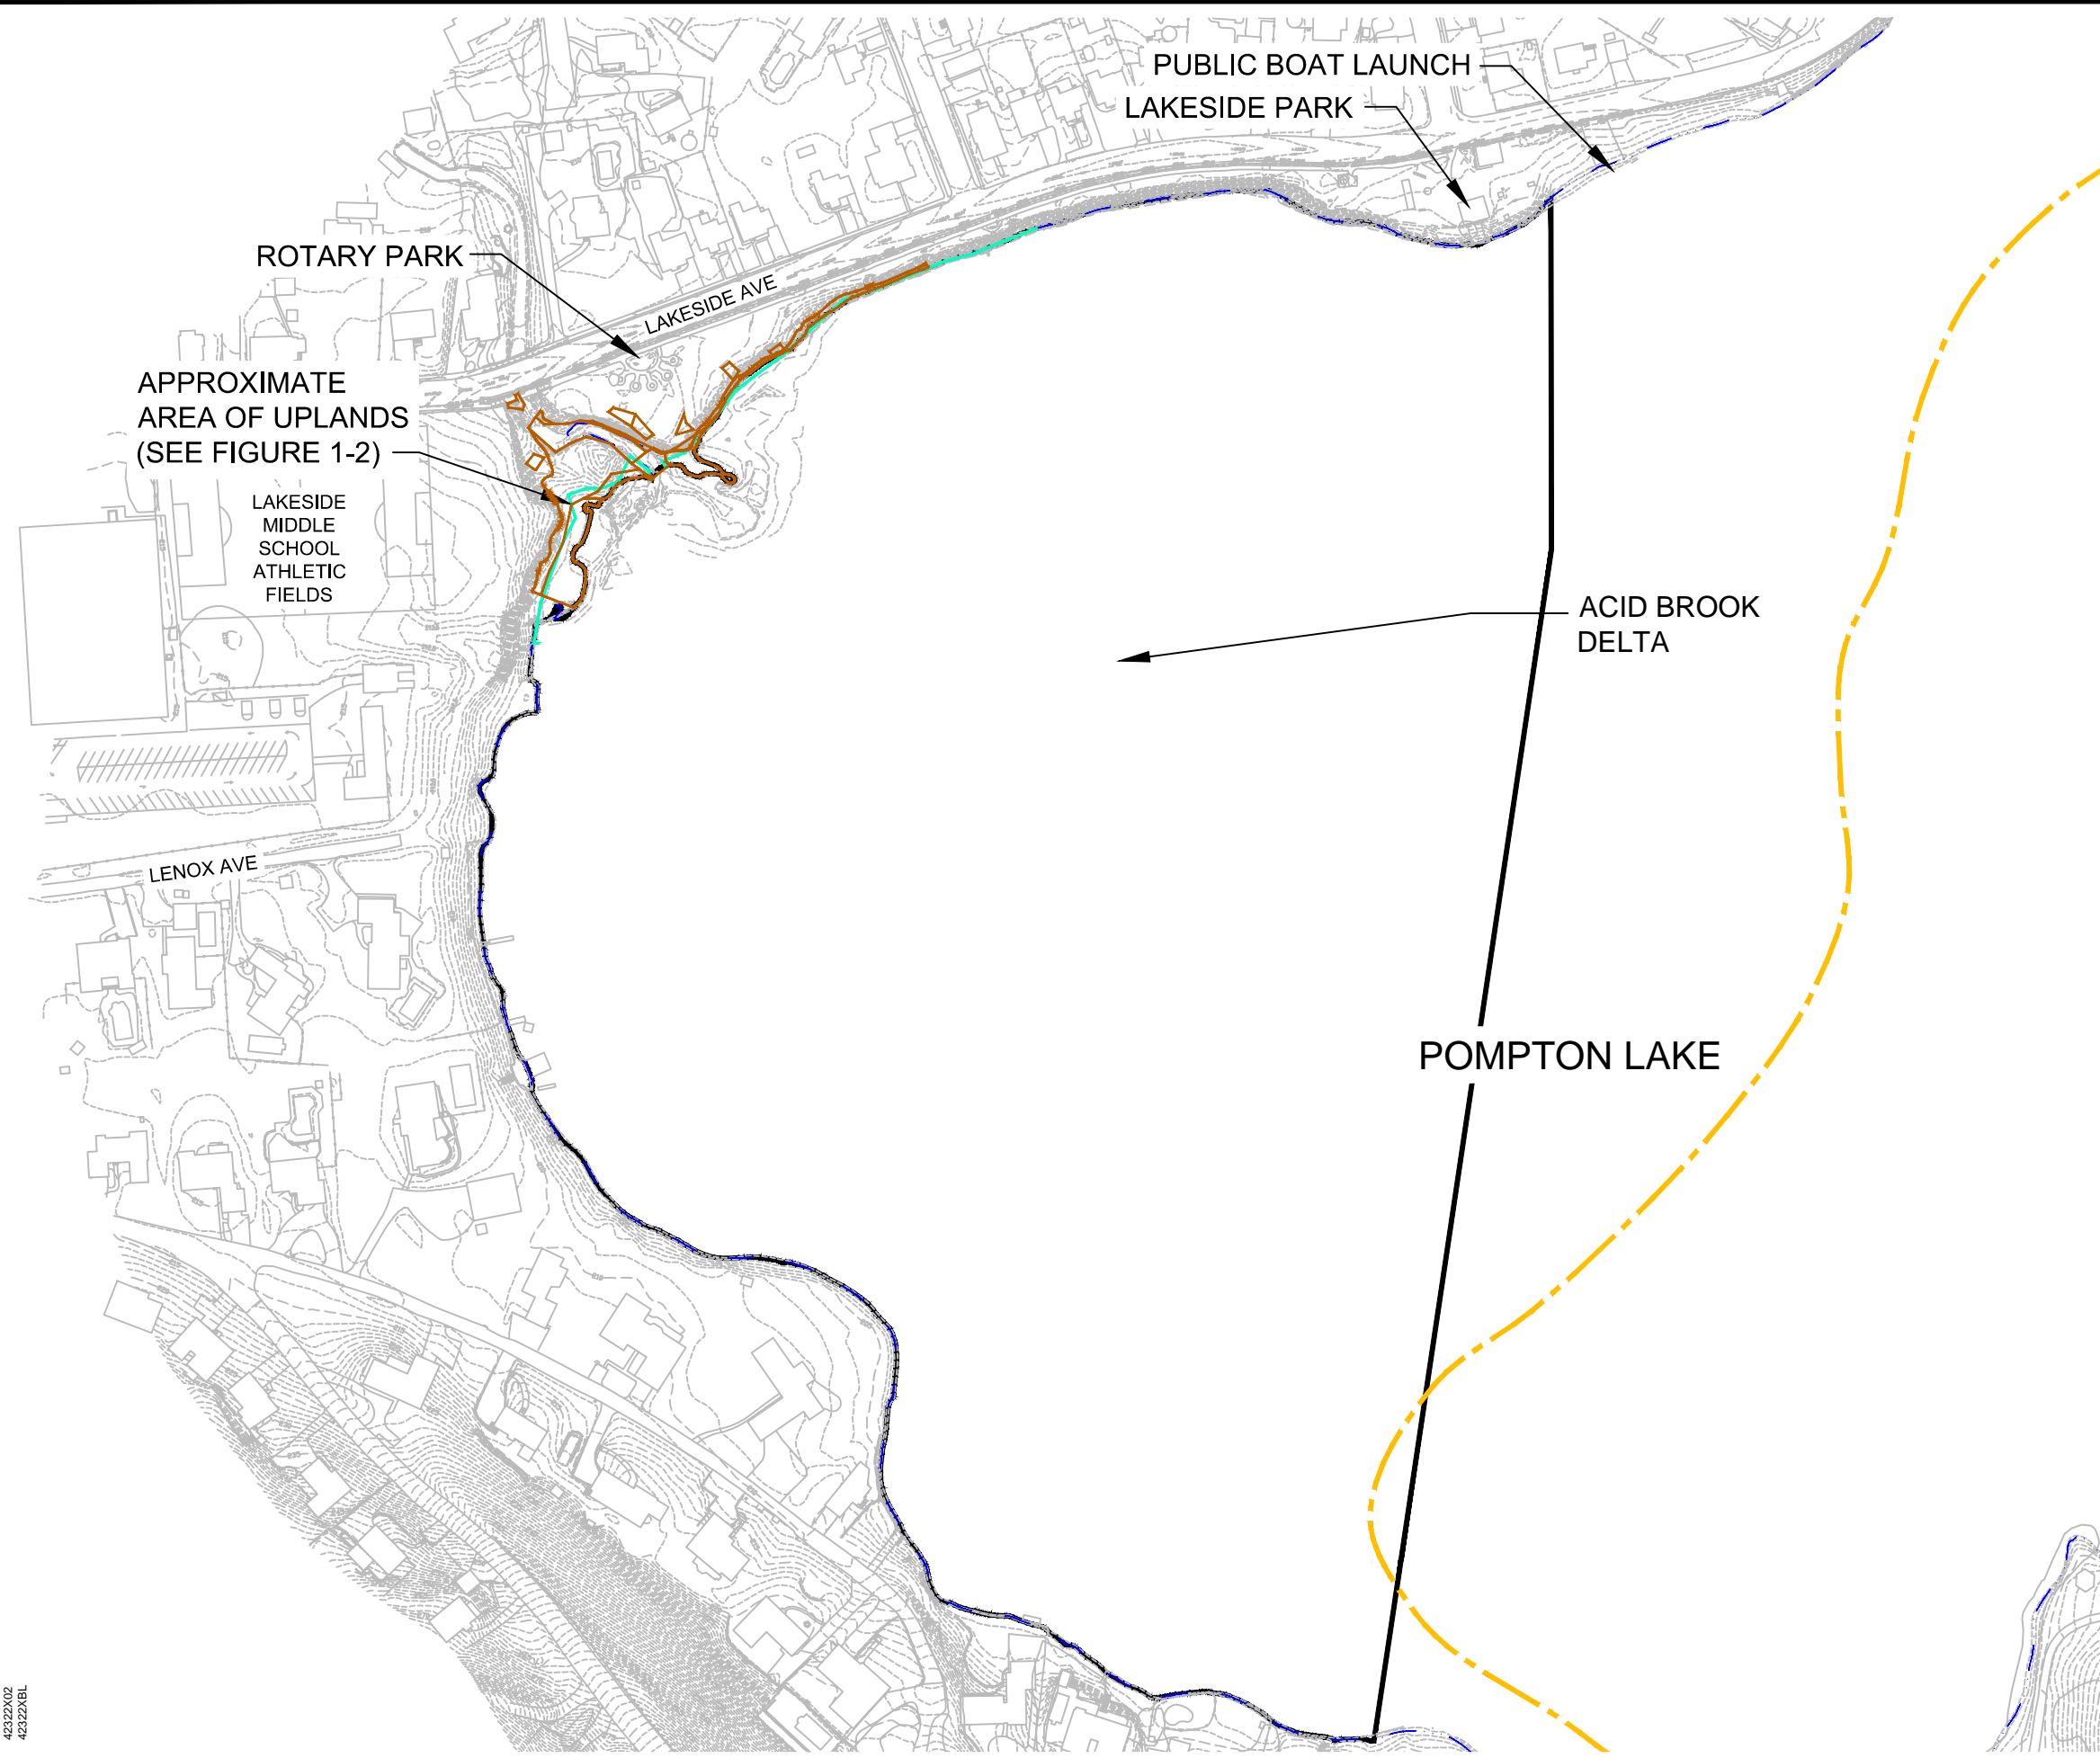 PUBLIC BOAT LAUNCH
LAKESIDE PARK
ROTARY PARK
LAKESIDE AVE
APPROXIMATE
AREA OF UPLANDS
(SEE FIGURE 1-2)
LAKESIDE
MIDDLE
SCHOOL
ATHLETIC
FIELDS
ACID BROOK
DELTA
LENOX AVE
POMPTON LAKE
42322X02
42322XBL